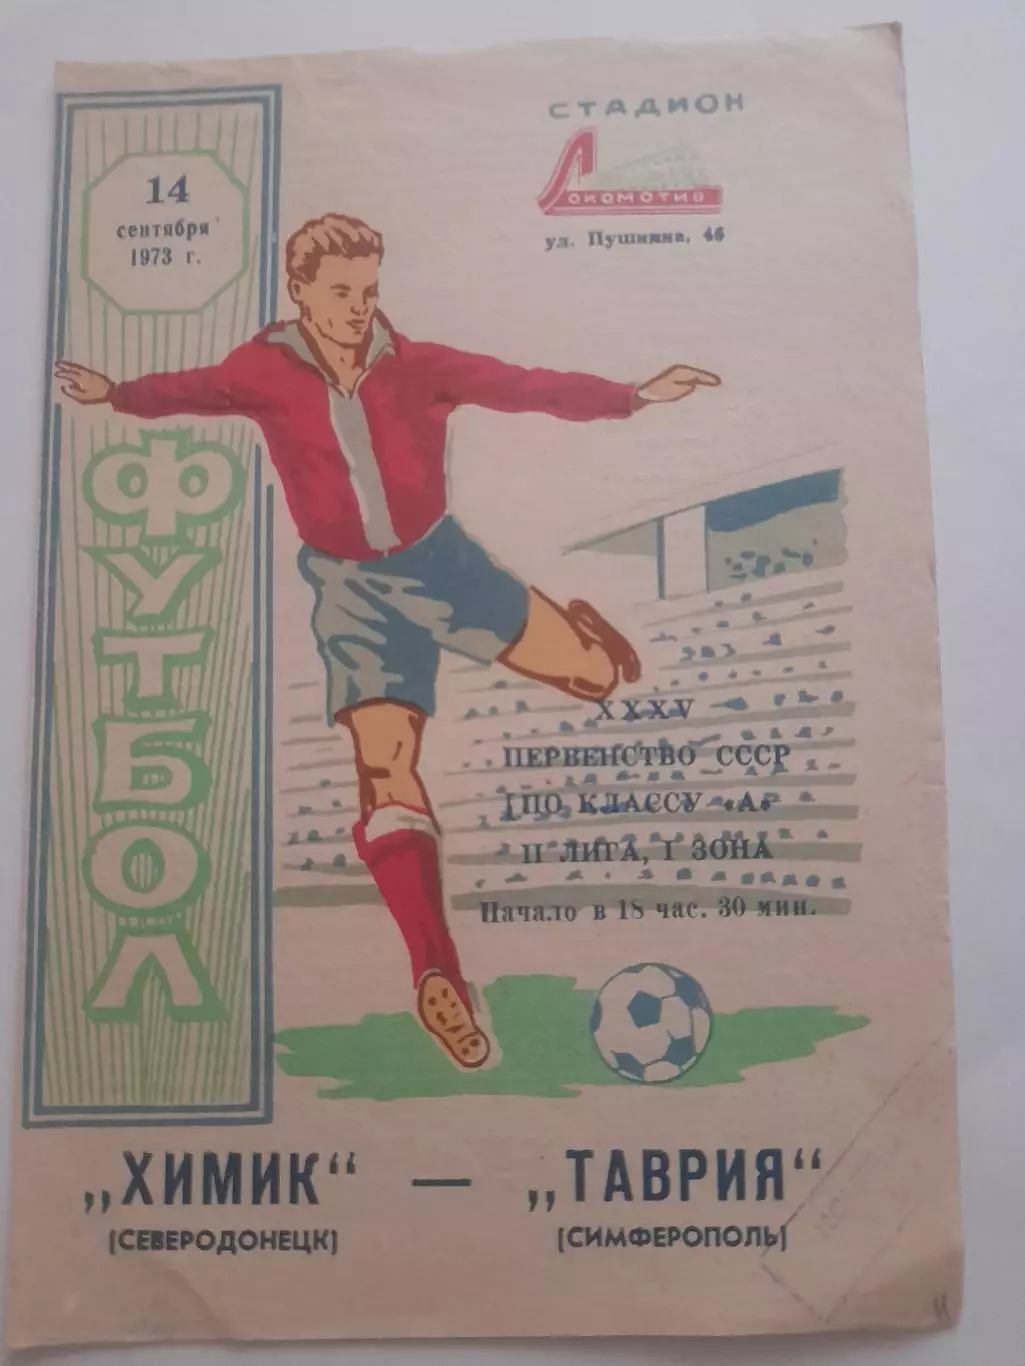 14
сентября
1973 г.
СТАДИОН
ЛОКОМОТИВ
ул. Пушкина, 46
ФУТБОЛ
XXXV
ПЕРВЕНСТВО СССР
ПО КЛАССУ «А»
II ЛИГА, I ЗОНА
Начало в 18 час. 30 мин.
„ХИМИК“ — „ТАВРИЯ“
(СЕВЕРОДОНЕЦК) (СИМФЕРОПОЛЬ)